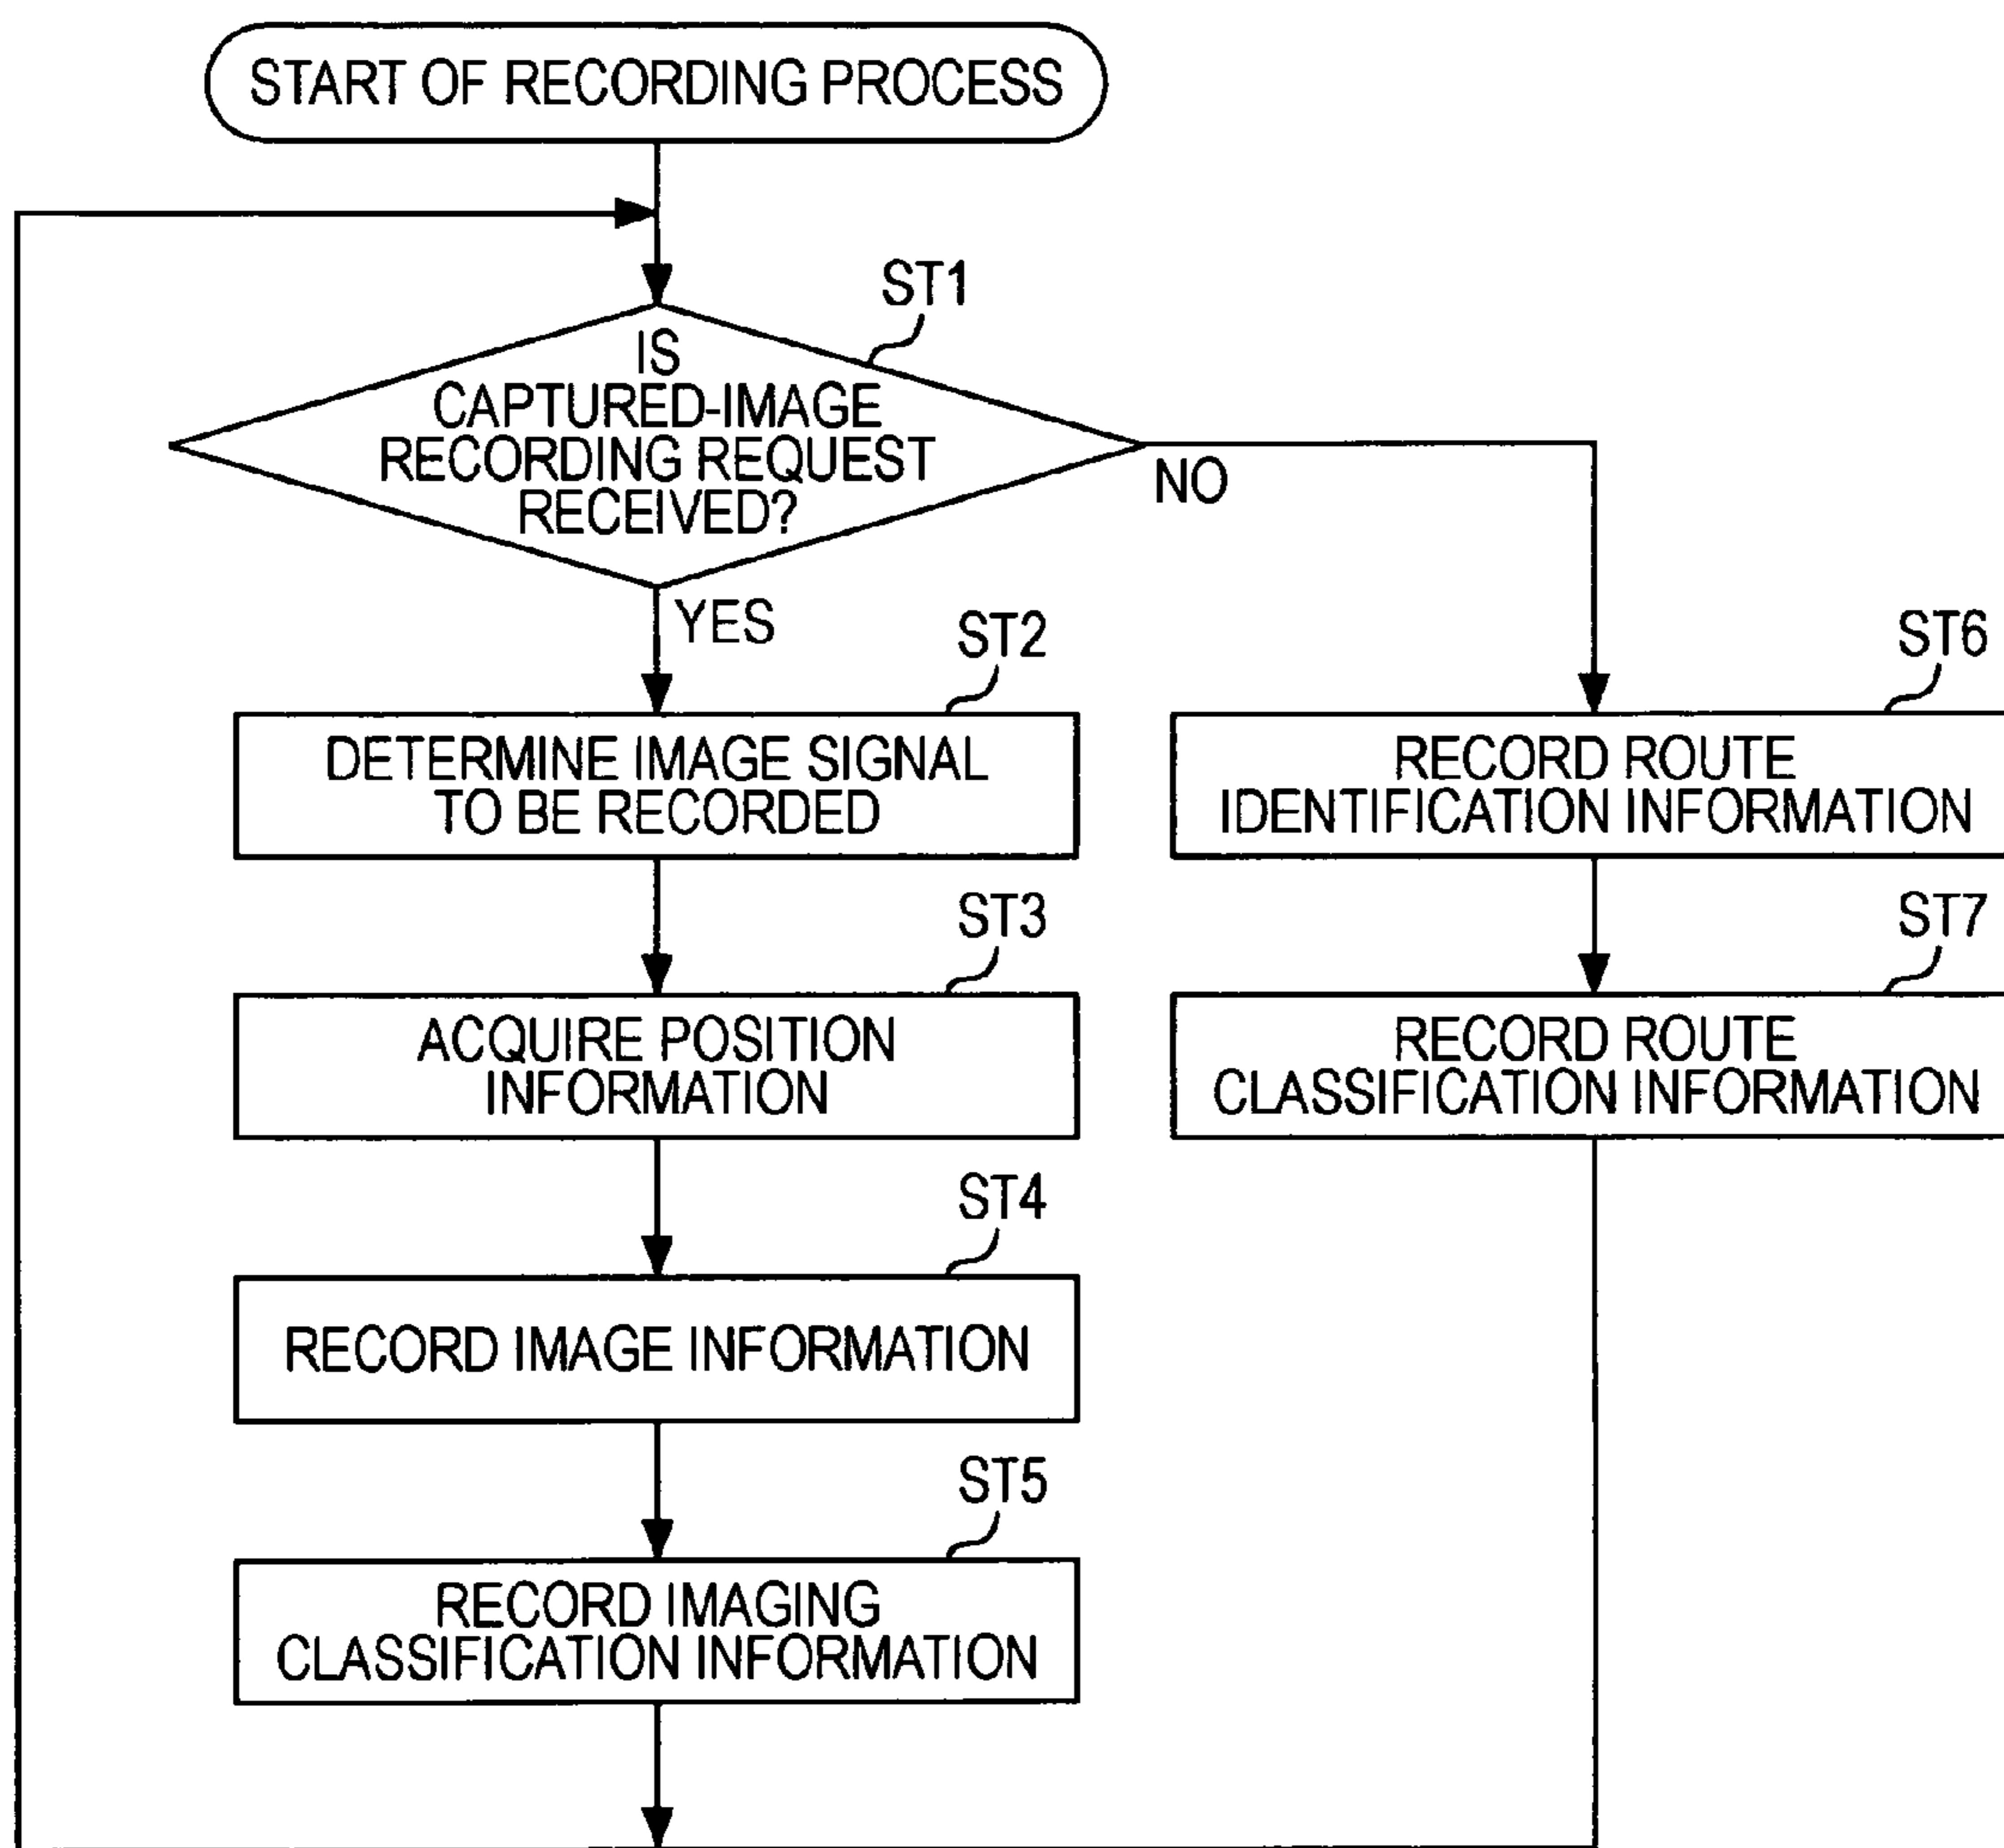 START OF RECORDING PROCESS
ST1
IS
CAPTURED-IMAGE
RECORDING REQUEST
RECEIVED?
NO
YES
ST2
DETERMINE IMAGE SIGNAL
TO BE RECORDED
ST6
RECORD ROUTE
IDENTIFICATION INFORMATION
ST3
ACQUIRE POSITION
INFORMATION
ST7
RECORD ROUTE
CLASSIFICATION INFORMATION
ST4
RECORD IMAGE INFORMATION
ST5
RECORD IMAGING
CLASSIFICATION INFORMATION